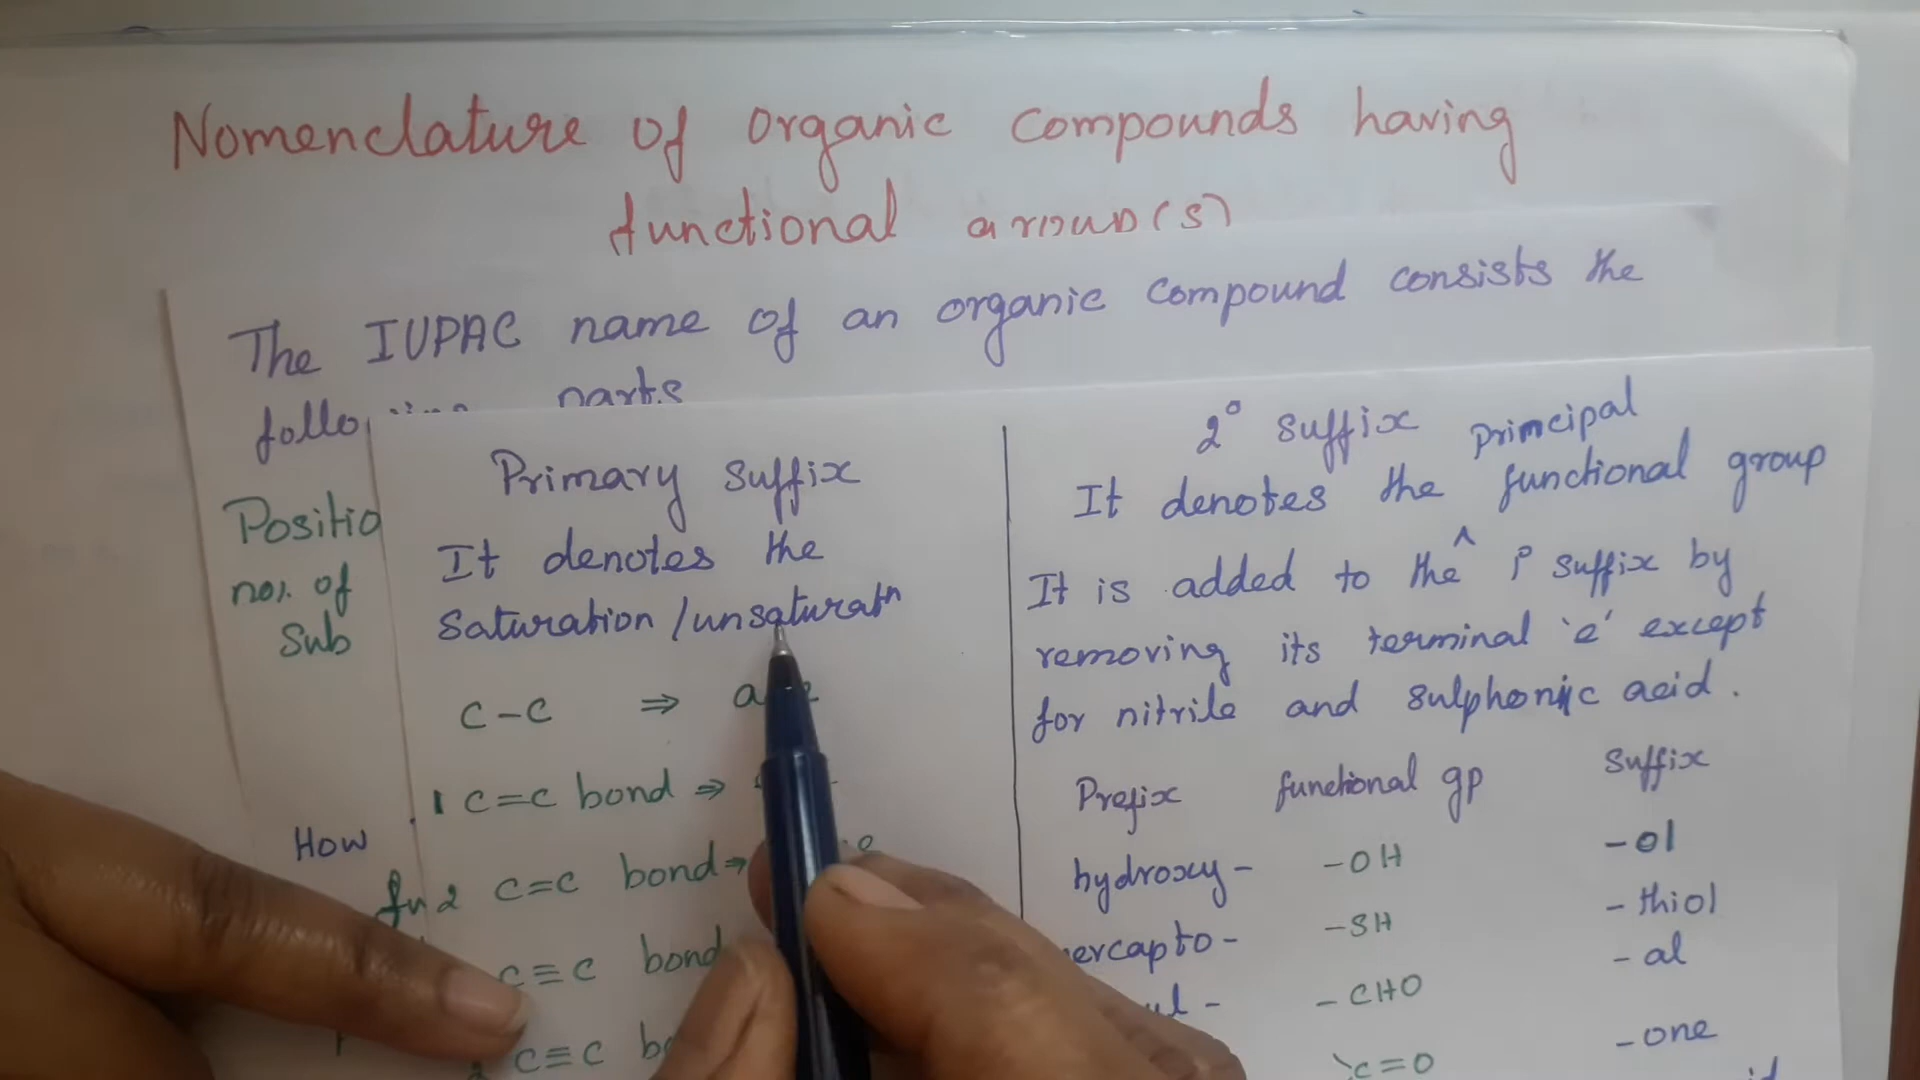 Nomenclature of organic compounds having
functional group(s)
The IUPAC name of an organic compound consists the
following parts
Positio
no. of
Sub
How
Primary Suffix
It denotes the
Saturation /unsaturatn
C-C ⇒
1 C=C bond ⇒
2 C=C bond ⇒
C≡C bond
C≡C
2° Suffix
It denotes the ^ principal functional group
It is added to the 1° suffix by
removing its terminal 'e' except
for nitrile and sulphonic acid.
Prefix functional gp Suffix
hydroxy- -OH -ol
ercapto- -SH -thiol
-CHO -al
>C=O -one